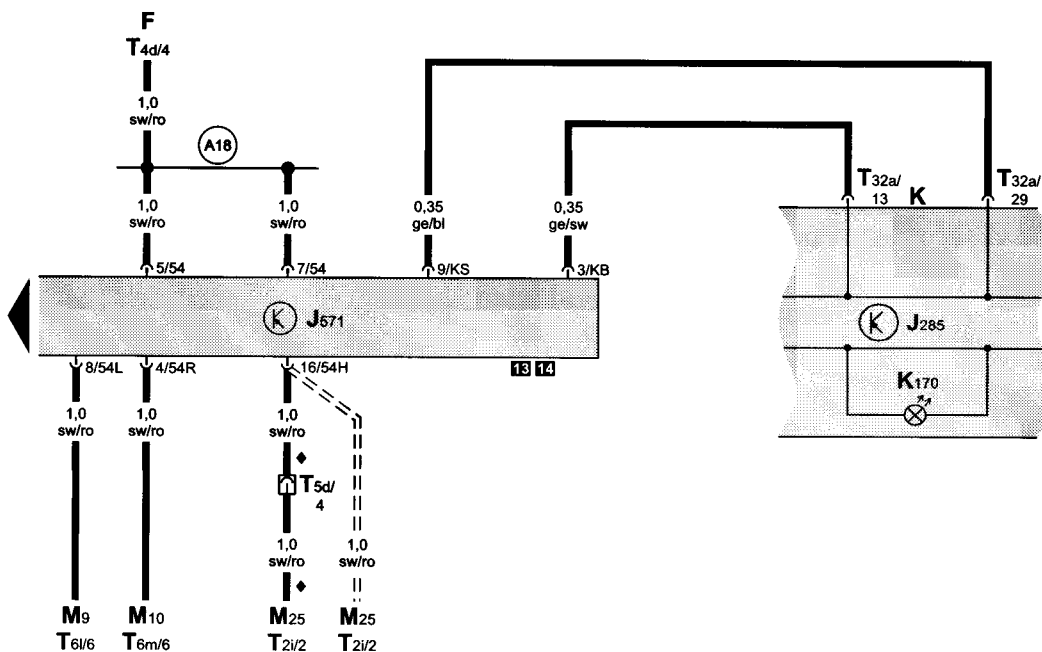 F
T4d/4
1,0
sw/ro
A18
1,0
sw/ro
1,0
sw/ro
0,35
ge/bl
0,35
ge/sw
T32a/
13
K
T32a/
29
5/54
7/54
9/KS
3/KB
J571
J285
8/54L
4/54R
16/54H
13 14
K170
1,0
sw/ro
1,0
sw/ro
1,0
sw/ro
T5d/
4
1,0
sw/ro
1,0
sw/ro
M9
T6l/6
M10
T6m/6
M25
T2i/2
M25
T2i/2